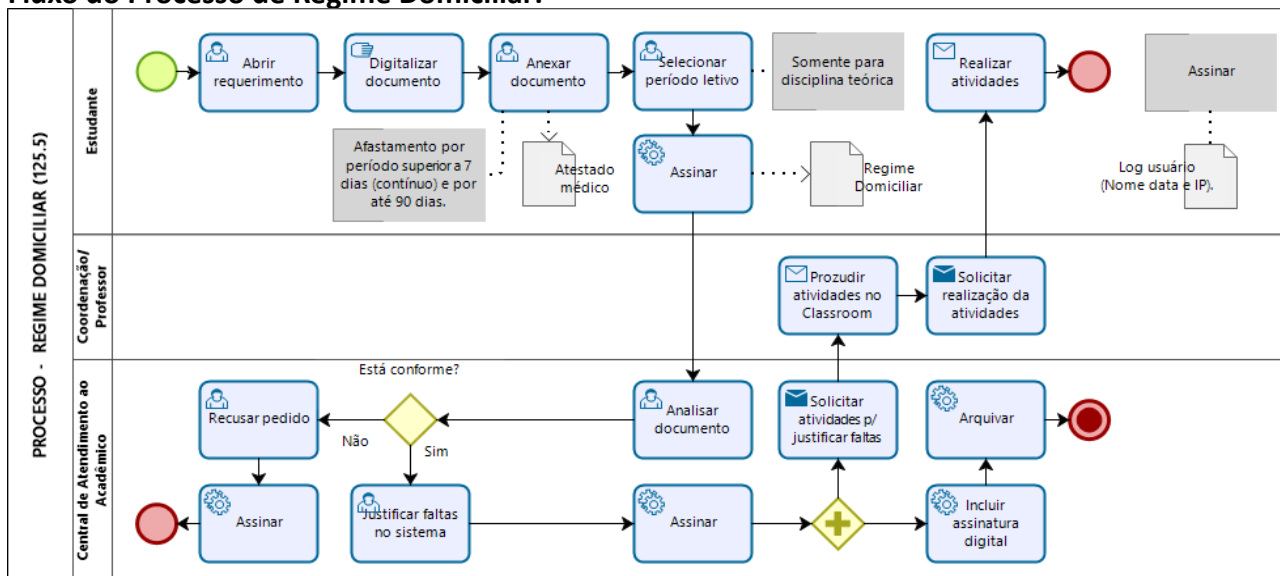 Fluxo do Processo de Regime Domiciliar:
PROCESSO - REGIME DOMICILIAR (125.5)
Estudante
Abrir
requerimento
Digitalizar
documento
Anexar
documento
Selecionar
período letivo
Somente para
disciplina teórica
Realizar
atividades
Assinar
Afastamento por
período superior a 7
dias (contínuo) e por
até 90 dias.
Atestado
médico
Assinar
Regime
Domiciliar
Log usuário
(Nome data e IP).
Coordenação/
Professor
Prozudir
atividades no
Classroom
Solicitar
realização da
atividades
Central de Atendimento ao
Acadêmico
Está conforme?
Recusar pedido
Não
Sim
Analisar
documento
Solicitar
atividades p/
justificar faltas
Arquivar
Assinar
Justificar faltas
no sistema
Assinar
Incluir
assinatura
digital